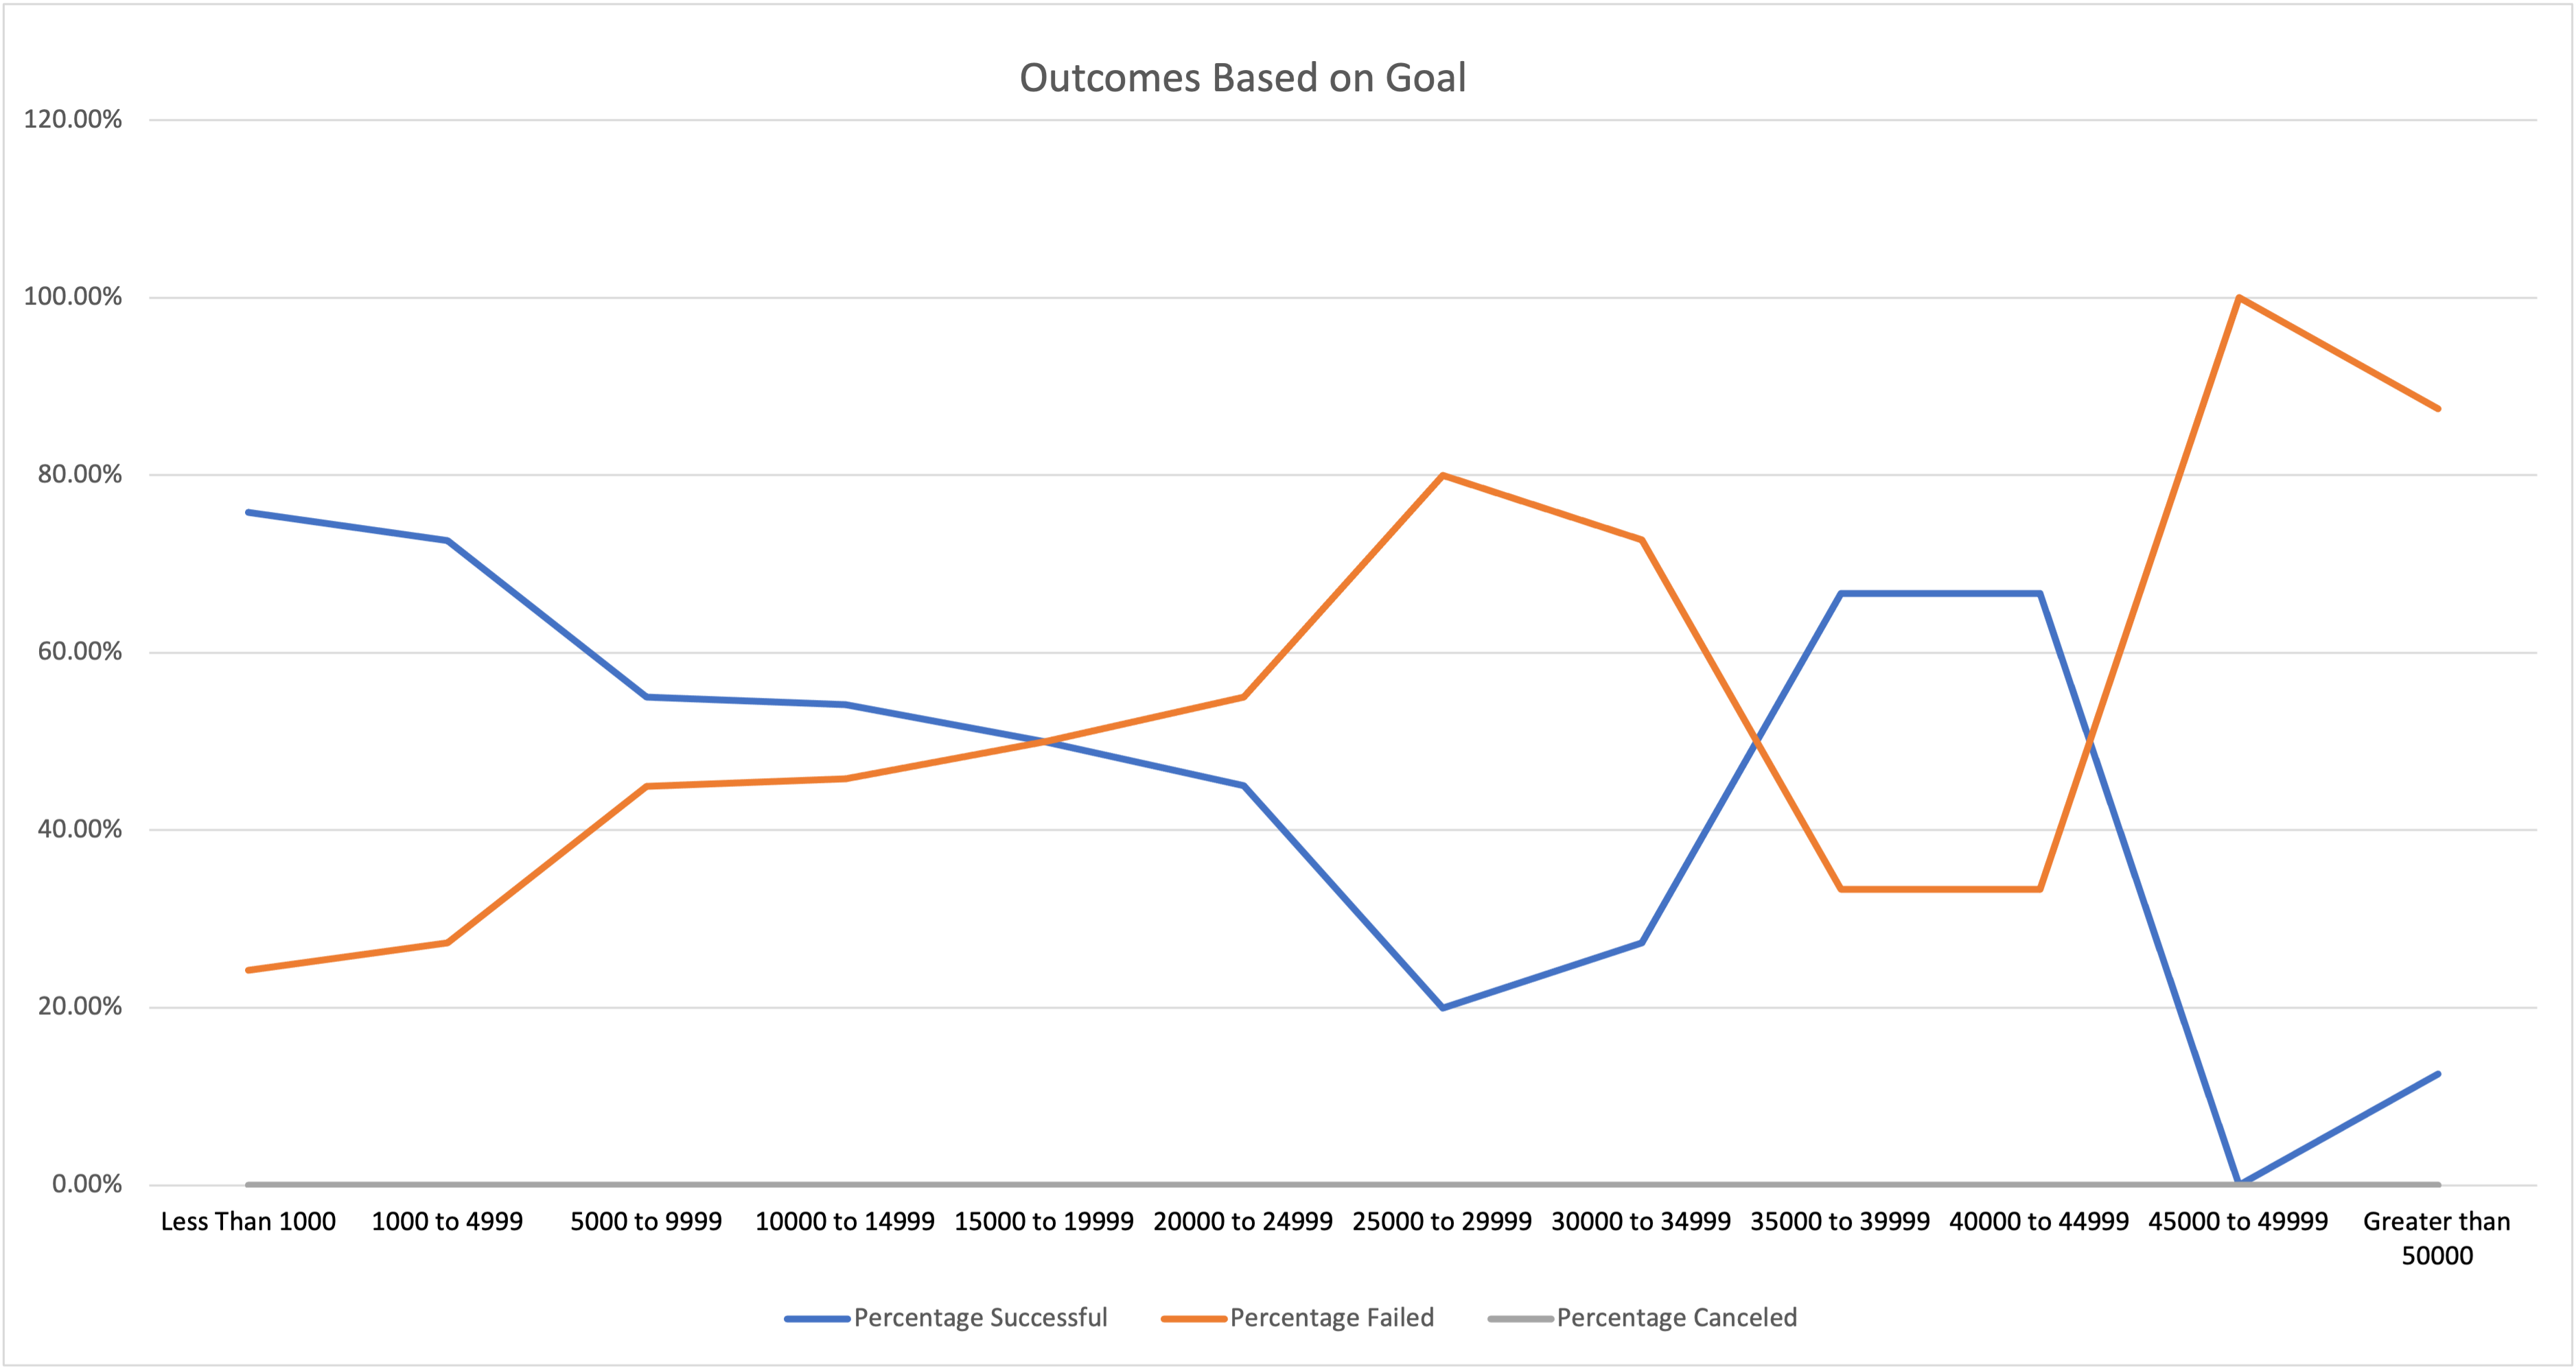 Outcomes Based on Goal
120.00%
100.00%
80.00%
60.00%
40.00%
20.00%
0.00%
Less Than 1000
1000 to 4999
5000 to 9999
10000 to 14999
15000 to 19999
20000 to 24999
25000 to 29999
30000 to 34999
35000 to 39999
40000 to 44999
45000 to 49999
Greater than
50000
Percentage Successful
Percentage Failed
Percentage Canceled